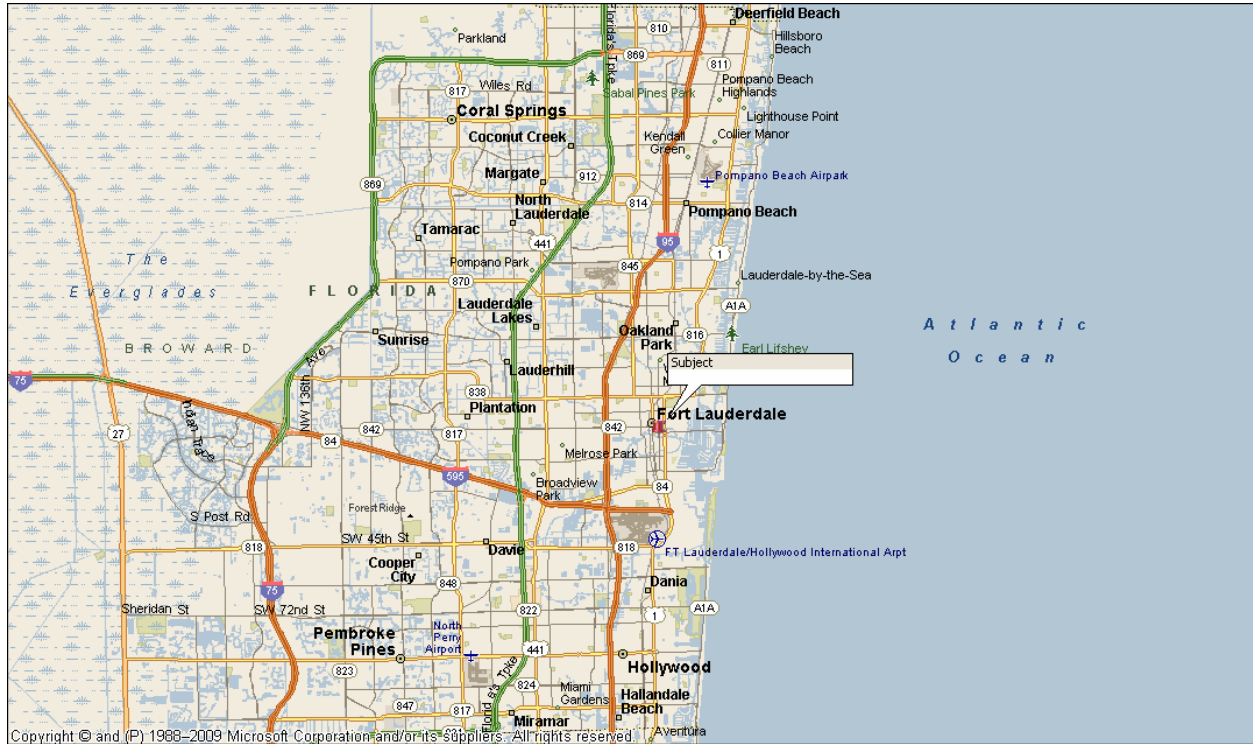 Deerfield Beach
810
Florida's Tpke
Parkland
Hillsboro
Beach
869
811
Wiles Rd
817
Sabal Pines Park
Pompano Beach
Highlands
Coral Springs
Lighthouse Point
Coconut Creek
Kendall
Green
Collier Manor
Margate
912
869
Pompano Beach Airpark
North
Lauderdale
814
Pompano Beach
Tamarac
441
95
1
The
Everglades
Pompano Park
845
870
Lauderdale-by-the-Sea
FLORIDA
Lauderdale
Lakes
A1A
Oakland
Park
816
Atlantic
Ocean
Sunrise
BROWARD
Earl Lifshey
NW 136th Ave
Lauderhill
Subject
75
838
Plantation
Fort Lauderdale
27
842
84
817
842
Melrose Park
595
Broadview
Park
84
S Post Rd
Forest Ridge
SW 45th St
818
Davie
818
FT Lauderdale/Hollywood International Arpt
Cooper
City
848
Dania
75
Sheridan St
SW 72nd St
822
A1A
1
Pembroke
Pines
North
Perry
Airport
441
Hollywood
823
Florida's Tpke
824
Miami
Gardens
Hallandale
Beach
847
817
Miramar
Aventura
Copyright © and (P) 1988–2009 Microsoft Corporation and/or its suppliers. All rights reserved.